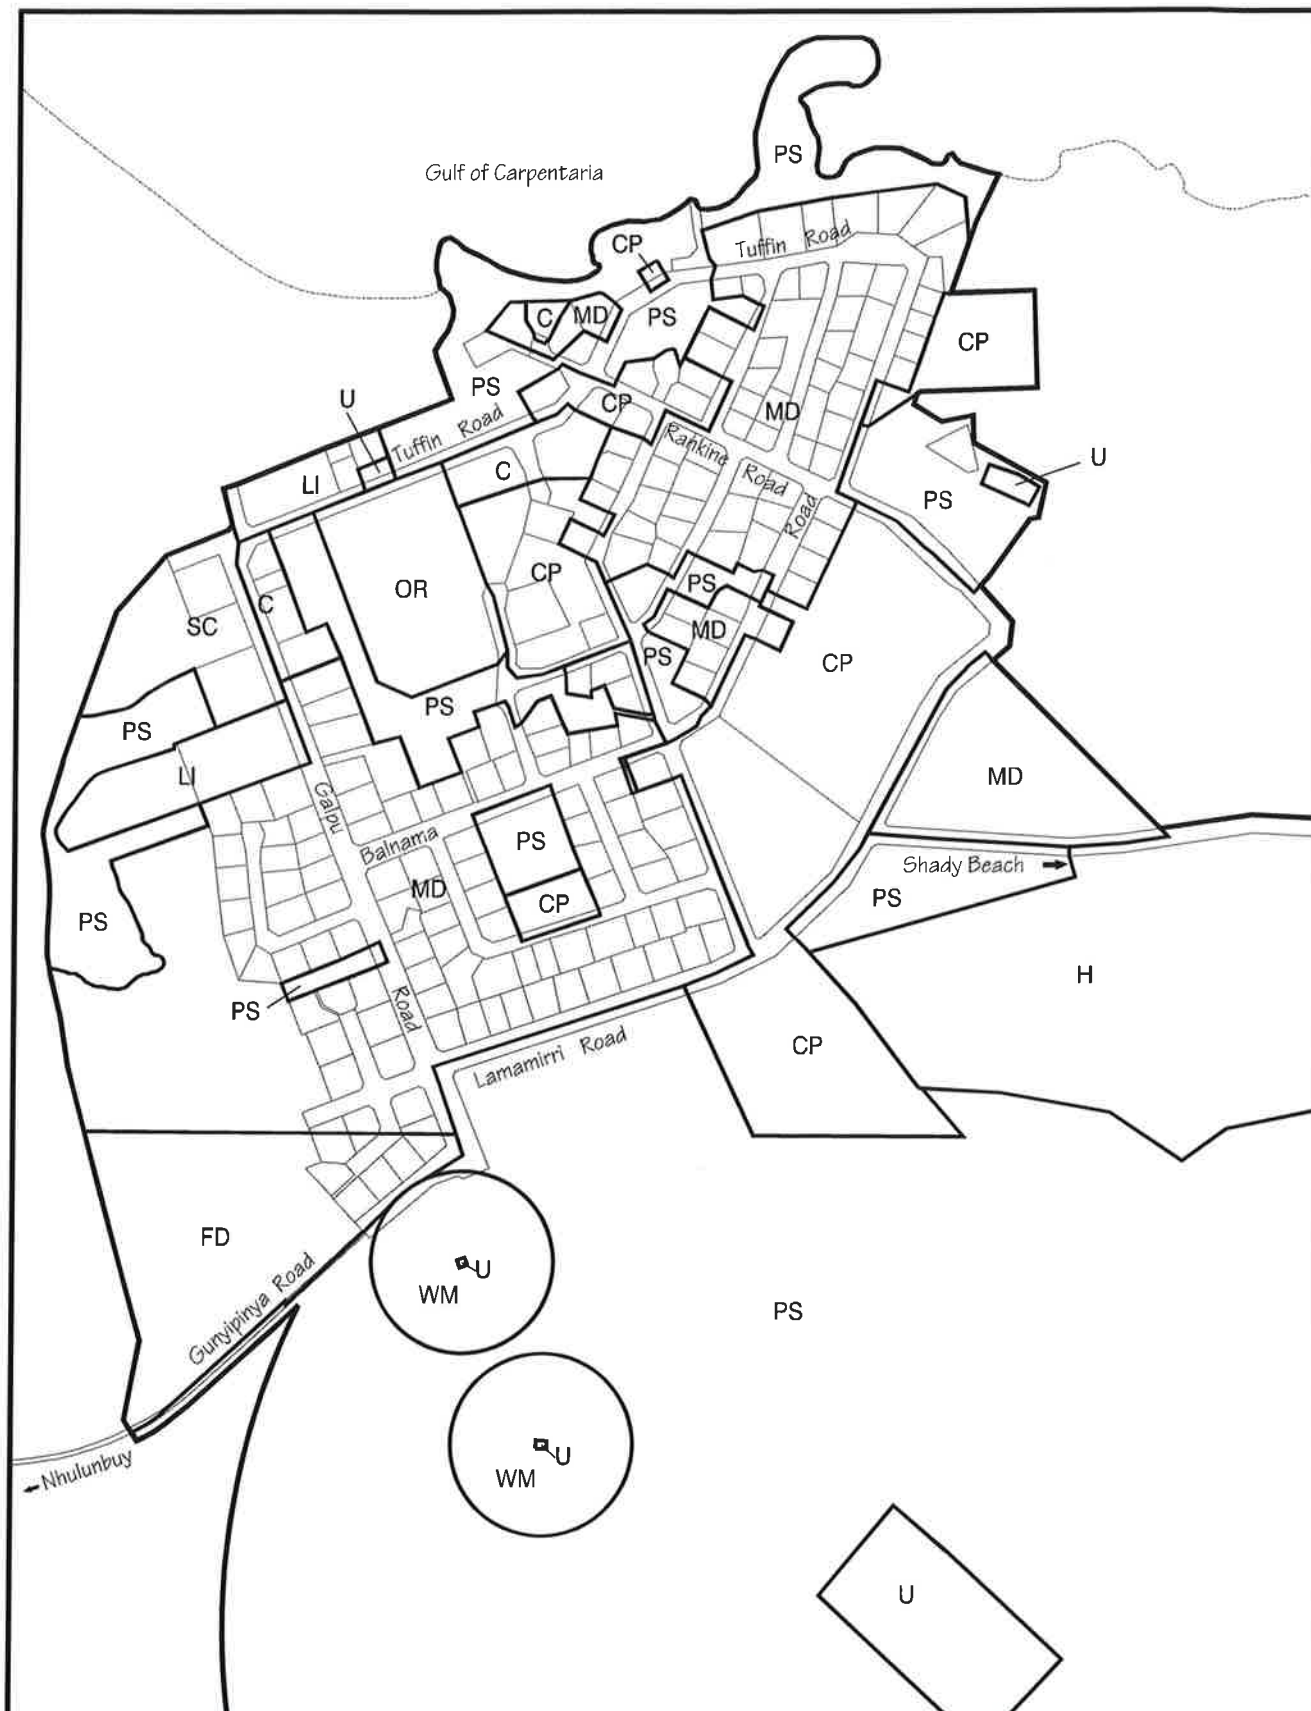 Gulf of Carpentaria
PS
CP
Tuffin Road
C
MD
PS
CP
PS
U
CP
MD
Tuffin Road
Rankine Road
C
U
LI
PS
Road
OR
CP
PS
C
SC
MD
PS
CP
PS
PS
LI
MD
Galpu
PS
Balnama
Shady Beach
MD
PS
CP
PS
H
PS
Road
CP
Lamamirri Road
FD
U
WM
PS
Gunyipinya Road
U
WM
Nhulunbuy
U